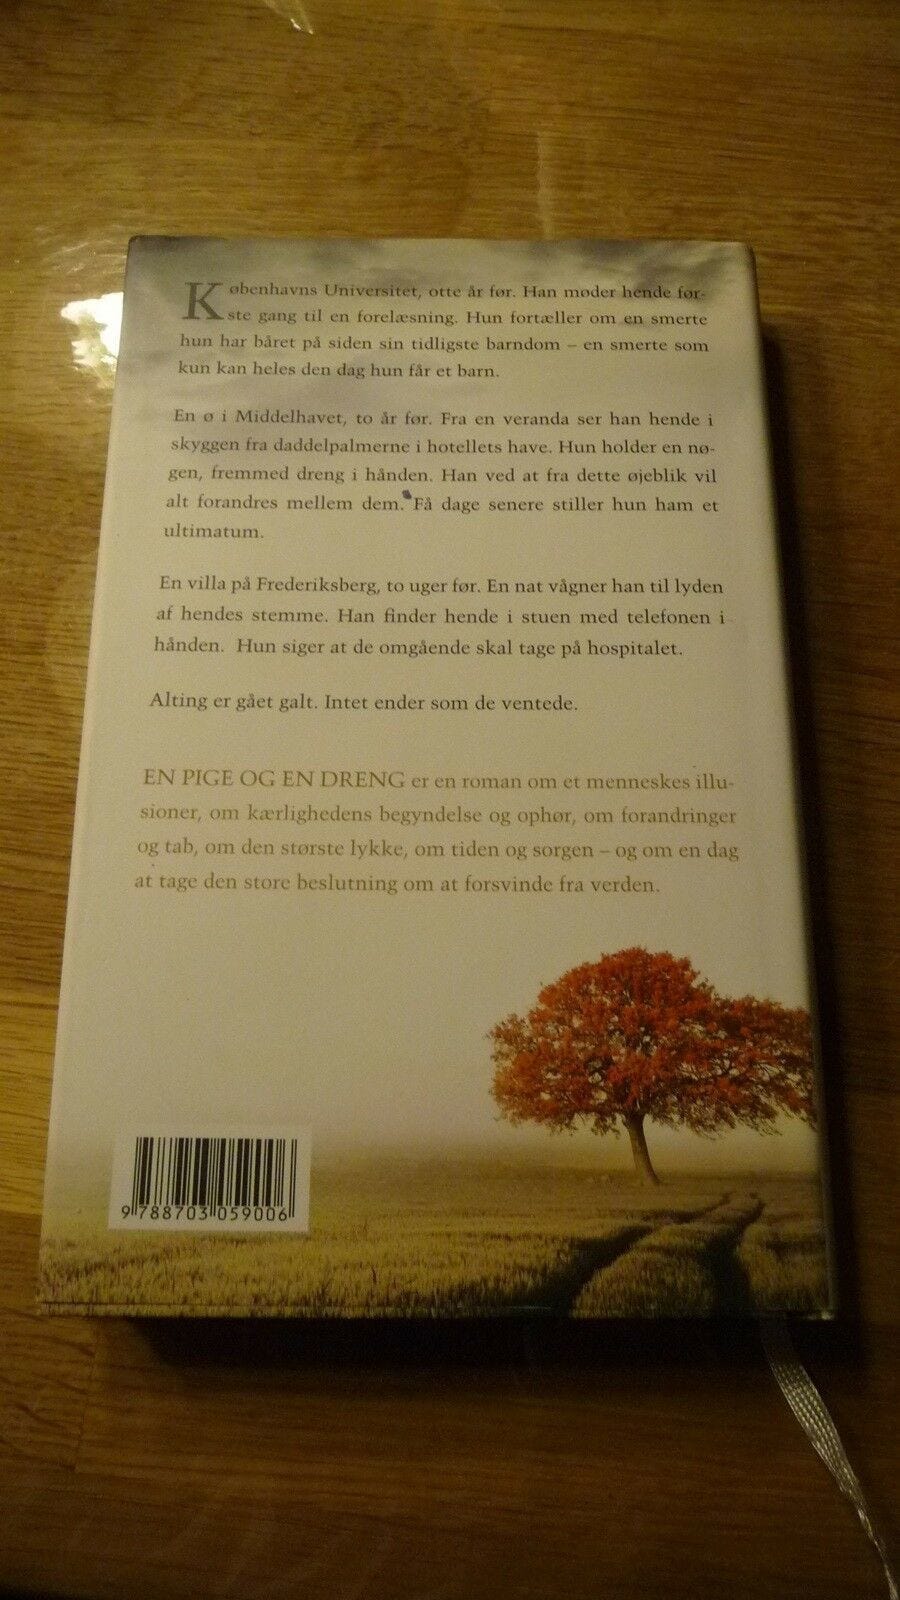 Københavns Universitet, otte år før. Han møder hende før-
ste gang til en forelæsning. Hun fortæller om en smerte
hun har båret på siden sin tidligste barndom – en smerte som
kun kan heles den dag hun får et barn.
En ø i Middelhavet, to år før. Fra en veranda ser han hende i
skyggen fra daddelpalmerne i hotellets have. Hun holder en nø-
gen, fremmed dreng i hånden. Han ved at fra dette øjeblik vil
alt forandres mellem dem. Få dage senere stiller hun ham et
ultimatum.
En villa på Frederiksberg, to uger før. En nat vågner han til lyden
af hendes stemme. Han finder hende i stuen med telefonen i
hånden. Hun siger at de omgående skal tage på hospitalet.
Alting er gået galt. Intet ender som de ventede.
EN PIGE OG EN DRENG er en roman om et menneskes illu-
sioner, om kærlighedens begyndelse og ophør, om forandringer
og tab, om den største lykke, om tiden og sorgen – og om en dag
at tage den store beslutning om at forsvinde fra verden.
9 788703 059006